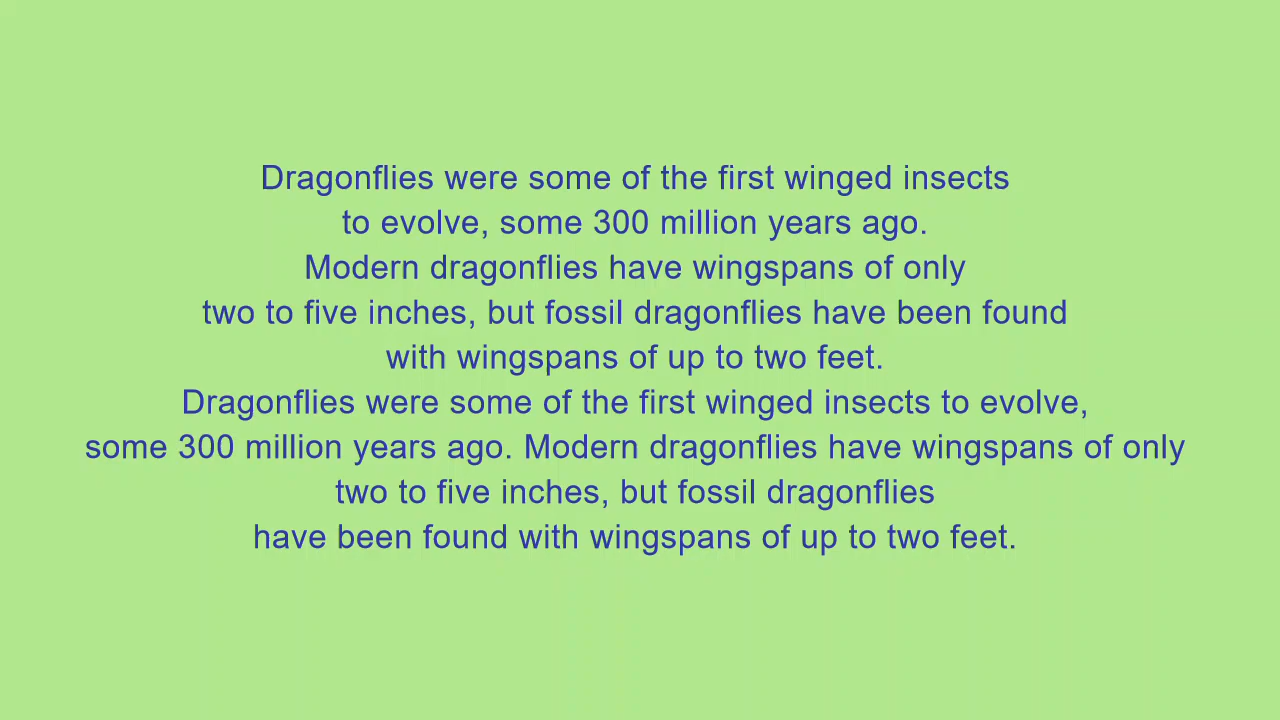 Dragonflies were some of the first winged insects
to evolve, some 300 million years ago.
Modern dragonflies have wingspans of only
two to five inches, but fossil dragonflies have been found
with wingspans of up to two feet.
Dragonflies were some of the first winged insects to evolve,
some 300 million years ago. Modern dragonflies have wingspans of only
two to five inches, but fossil dragonflies
have been found with wingspans of up to two feet.